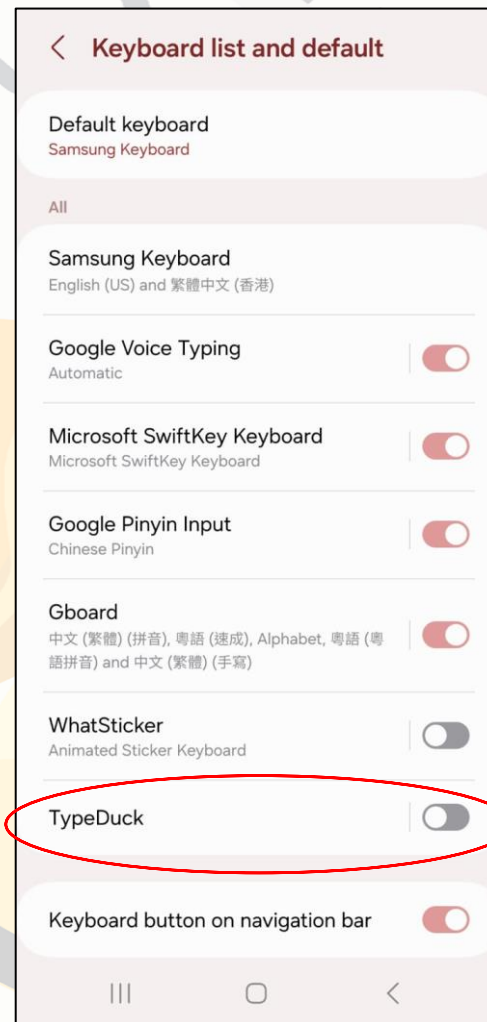 Keyboard list and default
Default keyboard
Samsung Keyboard
All
Samsung Keyboard
English (US) and 繁體中文 (香港)
Google Voice Typing
Automatic
Microsoft SwiftKey Keyboard
Microsoft SwiftKey Keyboard
Google Pinyin Input
Chinese Pinyin
Gboard
中文 (繁體) (拼音), 粵語 (速成), Alphabet, 粵語 (粵
語拼音) and 中文 (繁體) (手寫)
WhatSticker
Animated Sticker Keyboard
TypeDuck
Keyboard button on navigation bar